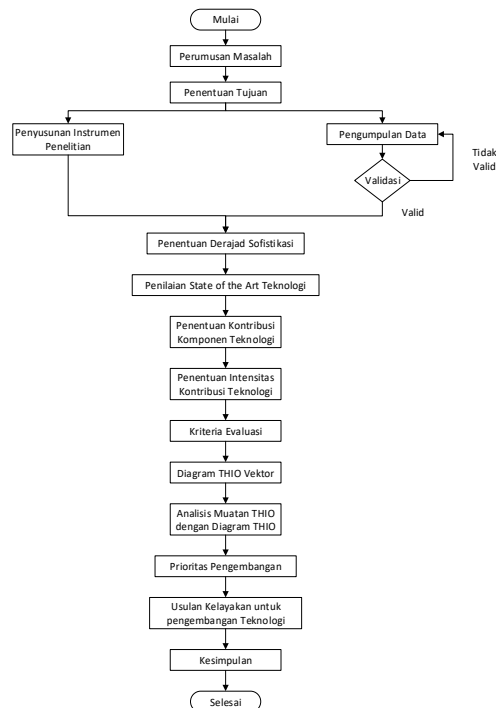 Mulai
Perumusan Masalah
Penentuan Tujuan
Penyusunan Instrumen
Penelitian
Pengumpulan Data
Tidak
Valid
Validasi
Valid
Penentuan Derajad Sofistikasi
Penilaian State of the Art Teknologi
Penentuan Kontribusi
Komponen Teknologi
Penentuan Intensitas
Kontribusi Teknologi
Kriteria Evaluasi
Diagram THIO Vektor
Analisis Muatan THIO
dengan Diagram THIO
Prioritas Pengembangan
Usulan Kelayakan untuk
pengembangan Teknologi
Kesimpulan
Selesai